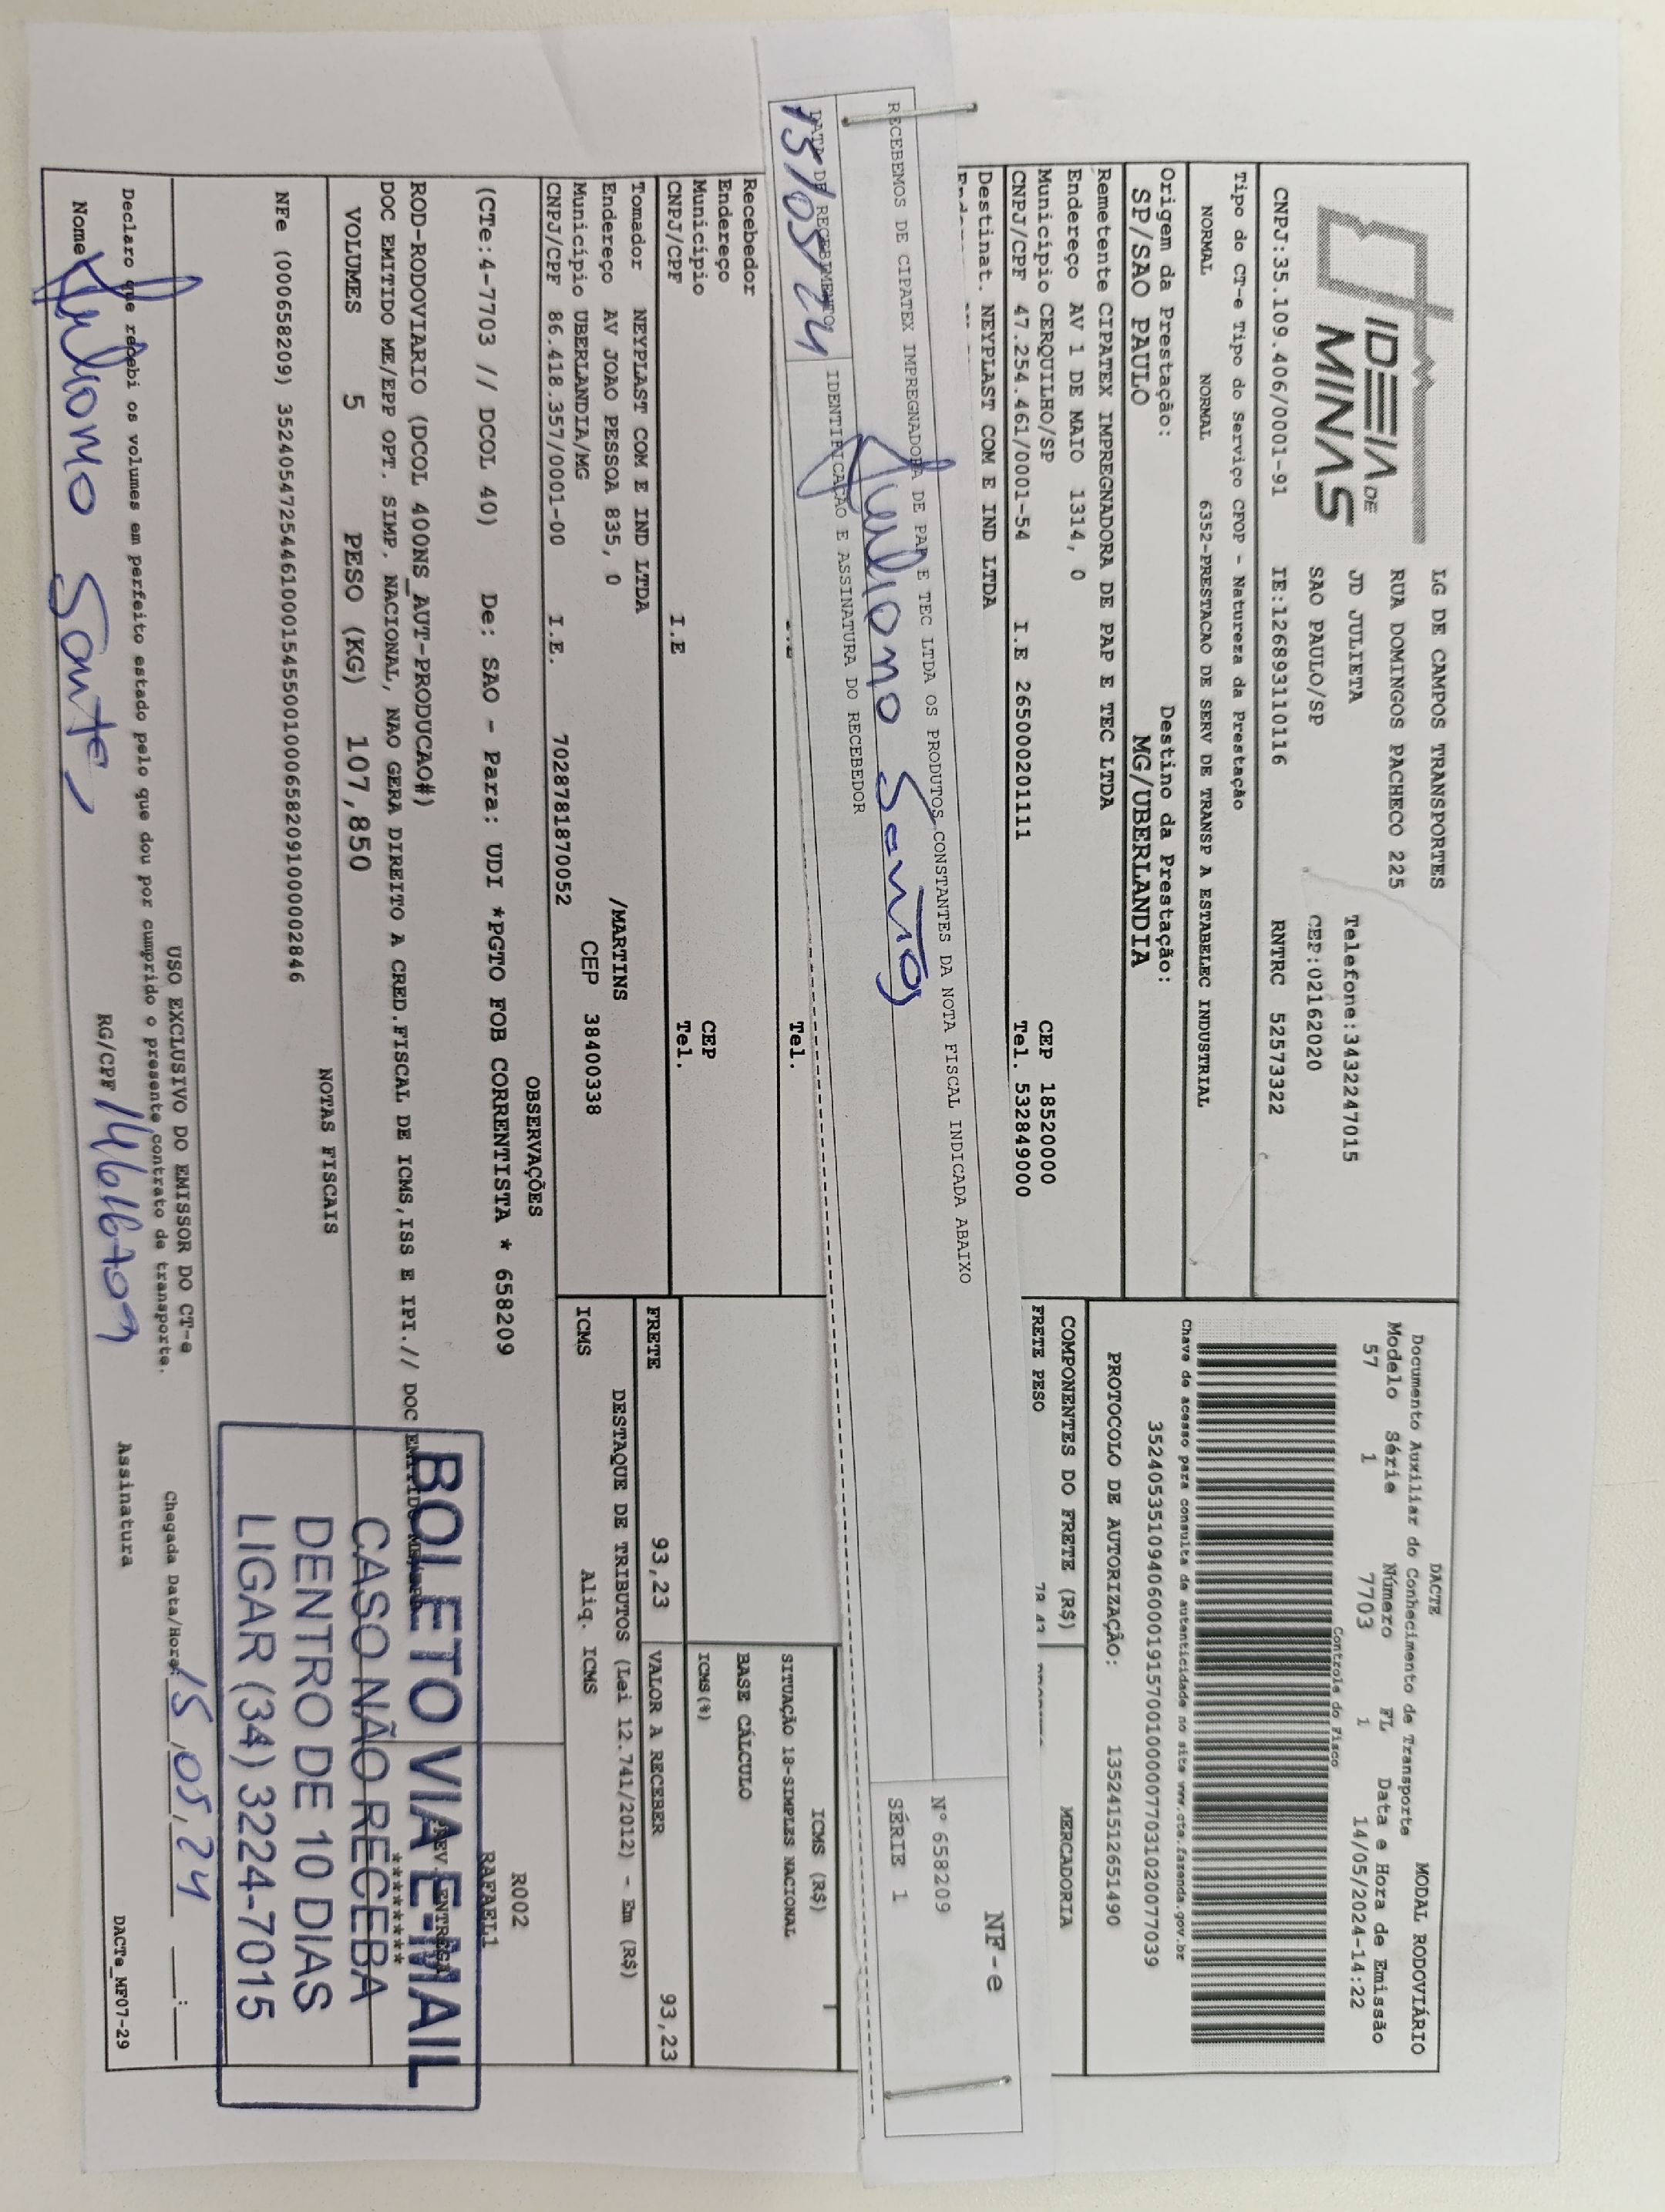 IDEIA DE
MINAS
LG DE CAMPOS TRANSPORTES
RUA DOMINGOS PACHECO 225
JD JULIETA
Telefone:3432247015
SAO PAULO/SP
CEP:02162020
CNPJ:35.109.406/0001-91
IE:126893110116
RNTRC 52573322
Tipo do CT-e Tipo do Serviço CFOP - Natureza da Prestação
NORMAL NORMAL 6352-PRESTACAO DE SERV DE TRANSP A ESTABELEC INDUSTRIAL
Origem da Prestação:
SP/SAO PAULO
Destino da Prestação:
MG/UBERLANDIA
DACTE
Documento Auxiliar do Conhecimento de Transporte
MODAL RODOVIÁRIO
Modelo Série Número FL Data e Hora de Emissão
57 1 7703 1 14/05/2024-14:22
Controle do Fisco
Chave de acesso para consulta de autenticidade no site www.cte.fazenda.gov.br
35240535109406000191570010000077031020077039
PROTOCOLO DE AUTORIZAÇÃO: 135241512651490
Remetente CIPATEX IMPREGNADORA DE PAP E TEC LTDA
Endereço AV 1 DE MAIO 1314, 0
Município CERQUILHO/SP
CEP 18520000
CNPJ/CPF 47.254.461/0001-54 I.E 265000201111
Tel. 532849000
Destinat. NEYPLAST COM E IND LTDA
COMPONENTES DO FRETE (R$)
MERCADORIA
FRETE PESO
RECEBEMOS DE CIPATEX IMPREGNADORA DE PAP E TEC LTDA OS PRODUTOS CONSTANTES DA NOTA FISCAL INDICADA ABAIXO
NF-e
Nº 658209
SÉRIE 1
DATA DE RECEBIMENTO
15/05/24
IDENTIFICAÇÃO E ASSINATURA DO RECEBEDOR
Juliono Santos
Tel.
Recebedor
Endereço
Município
CEP
CNPJ/CPF
I.E
Tel.
ICMS (R$)
SITUAÇÃO 18-SIMPLES NACIONAL
BASE CÁLCULO
ICMS(%)
Tomador NEYPLAST COM E IND LTDA
Endereço AV JOAO PESSOA 835, 0
/MARTINS
Município UBERLANDIA/MG
CEP 38400338
CNPJ/CPF 86.418.357/0001-00 I.E. 7028781870052
FRETE 93,23
VALOR A RECEBER 93,23
DESTAQUE DE TRIBUTOS (Lei 12.741/2012) - Em (R$)
ICMS
Aliq. ICMS
OBSERVAÇÕES
(CTe:4-7703 // DCOL 40) De: SAO - Para: UDI *PGTO FOB CORRENTISTA * 658209
R002
RAFAEL1
ROD-RODOVIARIO (DCOL 400NS_AUT-PRODUCAO#)
DOC EMITIDO ME/EPP OPT. SIMP. NACIONAL, NAO GERA DIREITO A CRED.FISCAL DE ICMS,ISS E IPI.// DOC EMITIDO
PREV. ENTREGA
VOLUMES 5 PESO (KG) 107,850
NOTAS FISCAIS
NFe (000658209) 35240547254461000154550010006582091000002846
BOLETO VIA E-MAIL
CASO NÃO RECEBA
DENTRO DE 10 DIAS
LIGAR (34) 3224-7015
USO EXCLUSIVO DO EMISSOR DO CT-e
Declaro que recebi os volumes em perfeito estado pelo que dou por cumprido o presente contrato de transporte.
Chegada Data/Hora: 15/05/24 :
Nome Juliono Sante
RG/CPF
Assinatura
DACTe_MF07-29